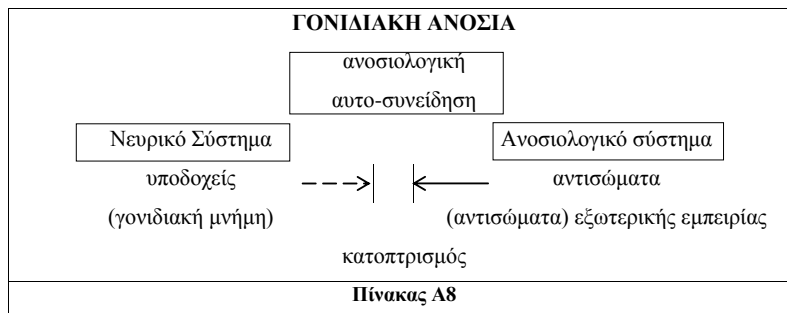 ΓΟΝΙΔΙΑΚΗ ΑΝΟΣΙΑ
ανοσιολογική
αυτο-συνείδηση
Νευρικό Σύστημα Ανοσιολογικό σύστημα
υποδοχείς αντισώματα
(γονιδιακή μνήμη) (αντισώματα) εξωτερικής εμπειρίας
κατοπτρισμός
Πίνακας Α8